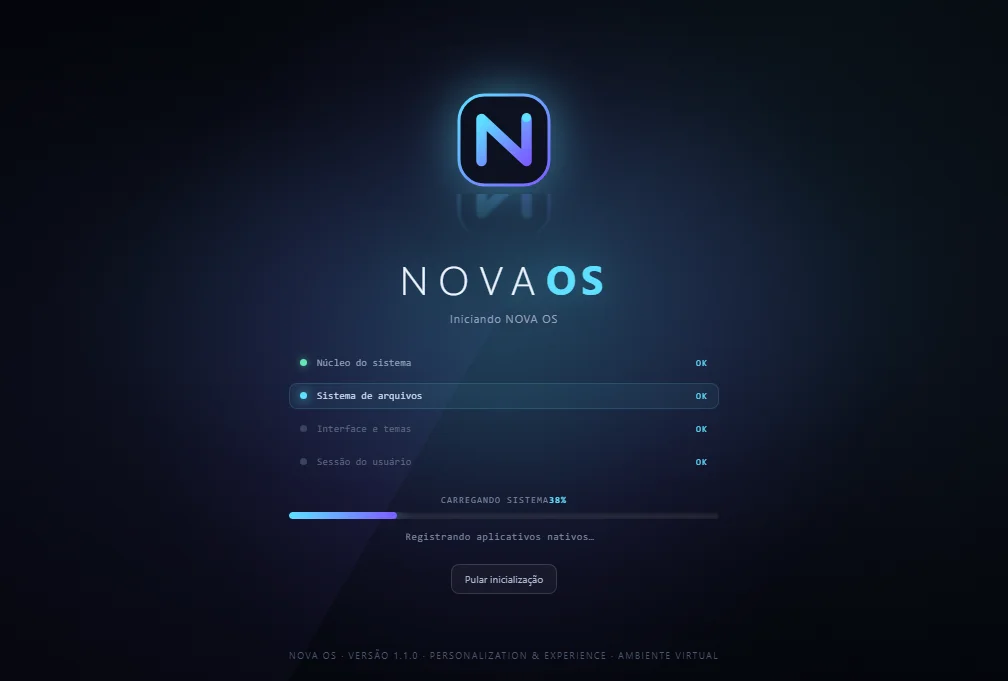 N
NOVA OS
Iniciando NOVA OS
Núcleo do sistema OK
Sistema de arquivos OK
Interface e temas OK
Sessão do usuário OK
CARREGANDO SISTEMA38%
Registrando aplicativos nativos…
Pular inicialização
NOVA OS · VERSÃO 1.1.0 · PERSONALIZATION & EXPERIENCE · AMBIENTE VIRTUAL